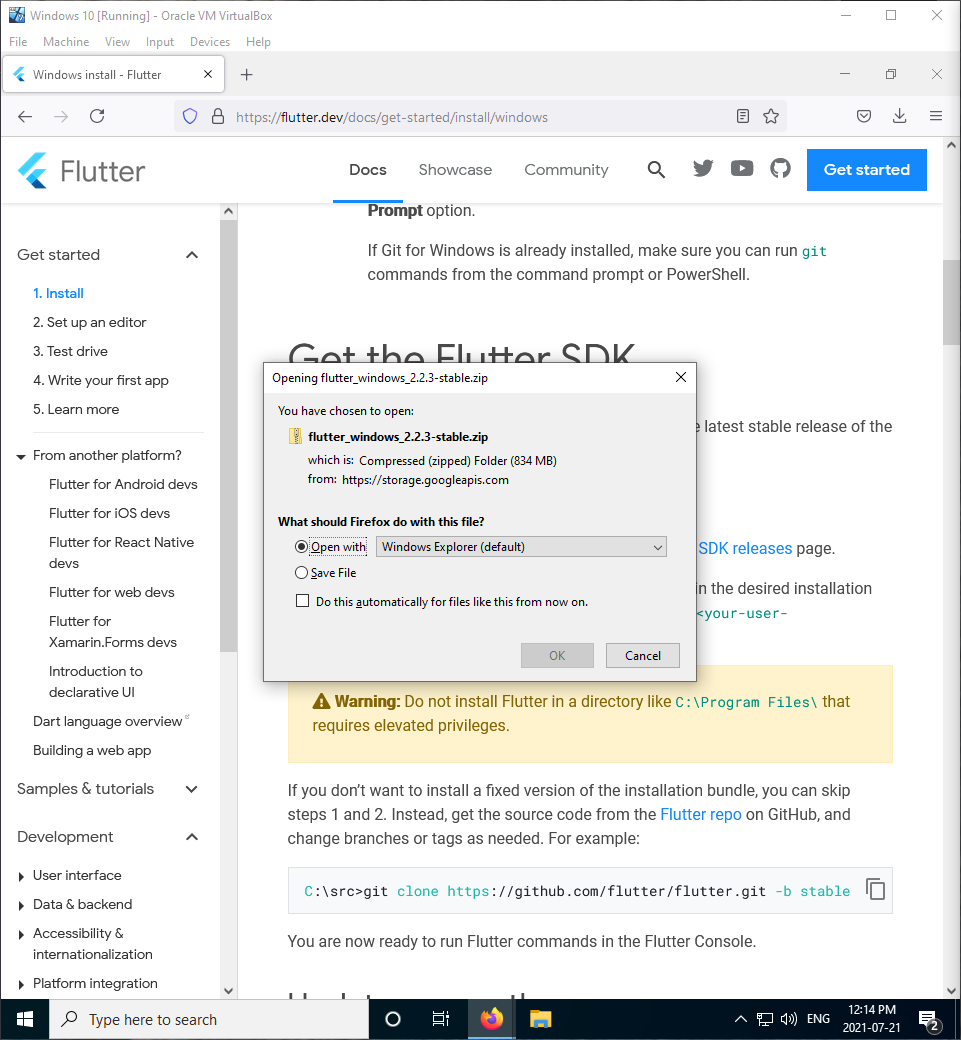 Windows 10 [Running] - Oracle VM VirtualBox
File Machine View Input Devices Help
Windows install - Flutter
https://flutter.dev/docs/get-started/install/windows
Flutter
Docs Showcase Community Get started
Get started
1. Install
2. Set up an editor
3. Test drive
4. Write your first app
5. Learn more
From another platform?
Flutter for Android devs
Flutter for iOS devs
Flutter for React Native
devs
Flutter for web devs
Flutter for
Xamarin.Forms devs
Introduction to
declarative UI
Dart language overview
Building a web app
Samples & tutorials
Development
User interface
Data & backend
Accessibility &
internationalization
Platform integration
Prompt option.
If Git for Windows is already installed, make sure you can run git
commands from the command prompt or PowerShell.
Get the Flutter SDK
latest stable release of the
SDK releases page.
in the desired installation
<your-user-
Opening flutter_windows_2.2.3-stable.zip
You have chosen to open:
flutter_windows_2.2.3-stable.zip
which is: Compressed (zipped) Folder (834 MB)
from: https://storage.googleapis.com
What should Firefox do with this file?
Open with Windows Explorer (default)
Save File
Do this automatically for files like this from now on.
OK Cancel
Warning: Do not install Flutter in a directory like C:\Program Files\ that
requires elevated privileges.
If you don’t want to install a fixed version of the installation bundle, you can skip
steps 1 and 2. Instead, get the source code from the Flutter repo on GitHub, and
change branches or tags as needed. For example:
C:\src>git clone https://github.com/flutter/flutter.git -b stable
You are now ready to run Flutter commands in the Flutter Console.
Type here to search
ENG
12:14 PM
2021-07-21
2